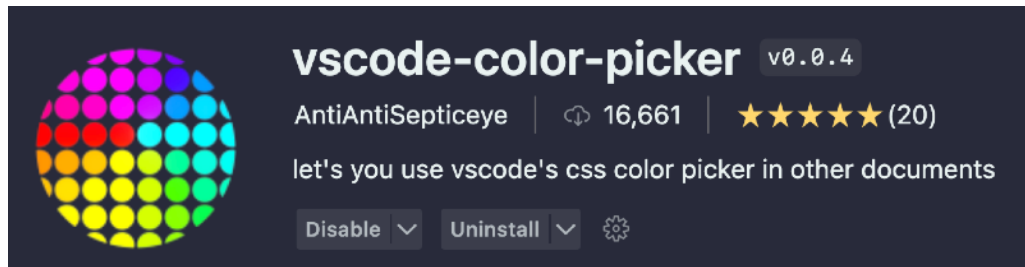 vscode-color-picker v0.0.4
AntiAntiSepticeye 16,661 (20)
let's you use vscode's css color picker in other documents
Disable Uninstall